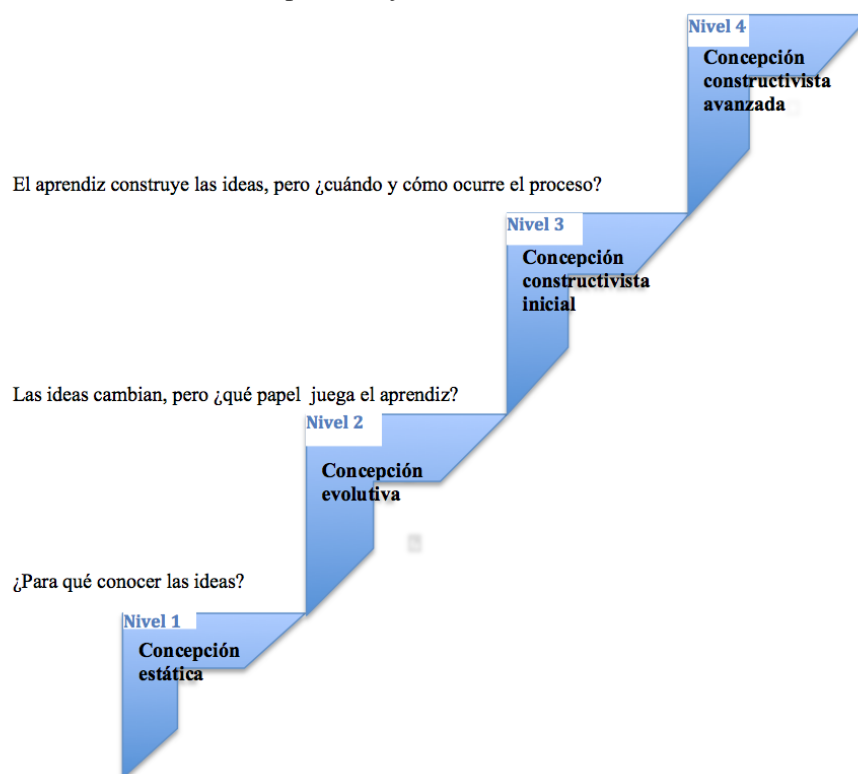 Nivel 4
Concepción
constructivista
avanzada
El aprendiz construye las ideas, pero ¿cuándo y cómo ocurre el proceso?
Nivel 3
Concepción
constructivista
inicial
Las ideas cambian, pero ¿qué papel juega el aprendiz?
Nivel 2
Concepción
evolutiva
¿Para qué conocer las ideas?
Nivel 1
Concepción
estática